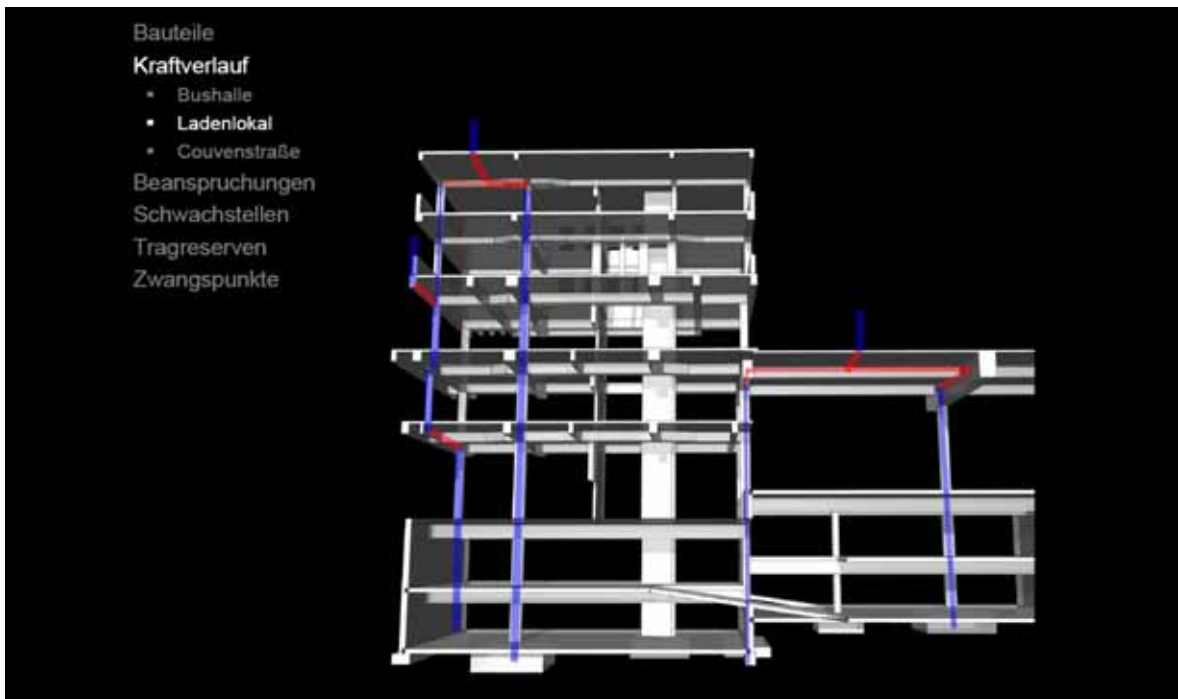 Bauteile
Kraftverlauf
▪ Bushalle
▪ Ladenlokal
▪ Couvenstraße
Beanspruchungen
Schwachstellen
Tragreserven
Zwangspunkte